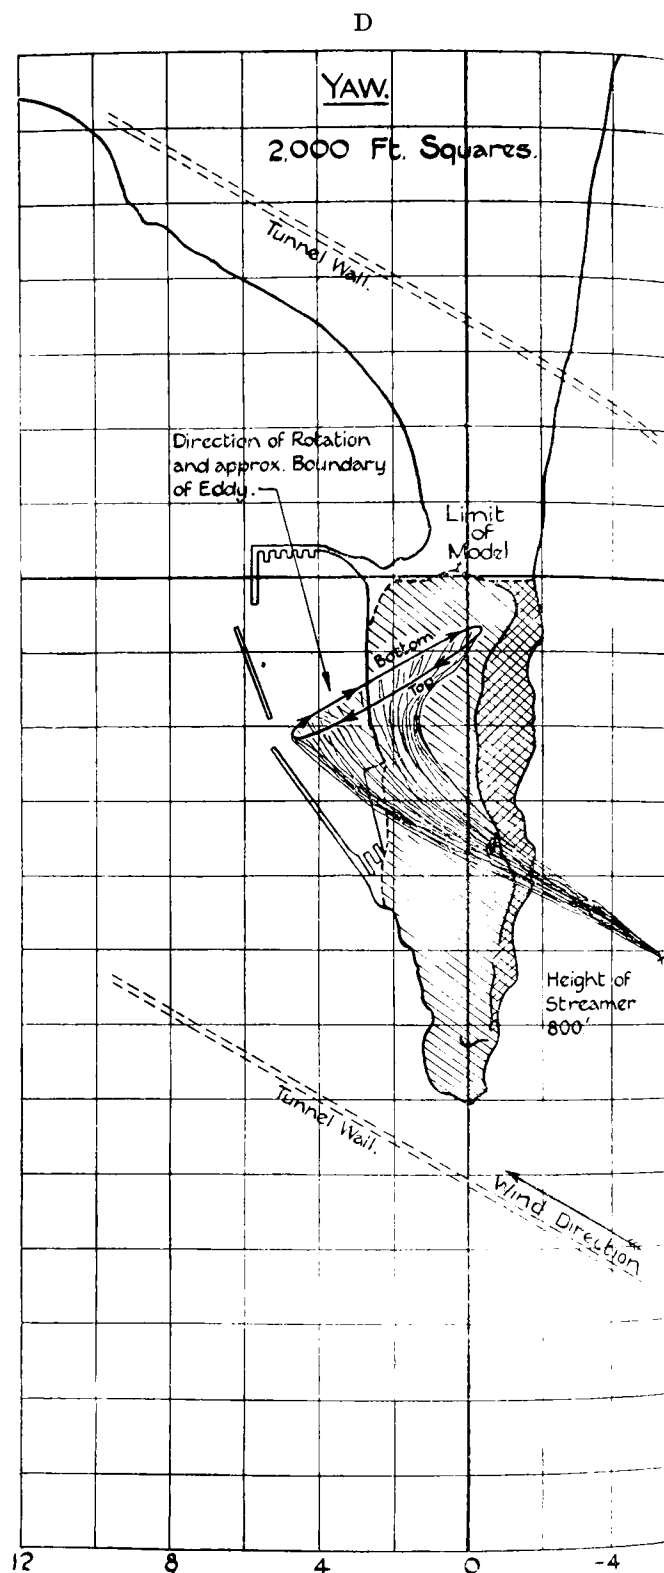 D
YAW.
2,000 Ft. Squares.
Tunnel Wall.
Direction of Rotation
and approx. Boundary
of Eddy.
Limit
of
Model
Bottom
Top
Height of
Streamer
800'
Tunnel Wall.
Wind Direction
12 8 4 0 -4